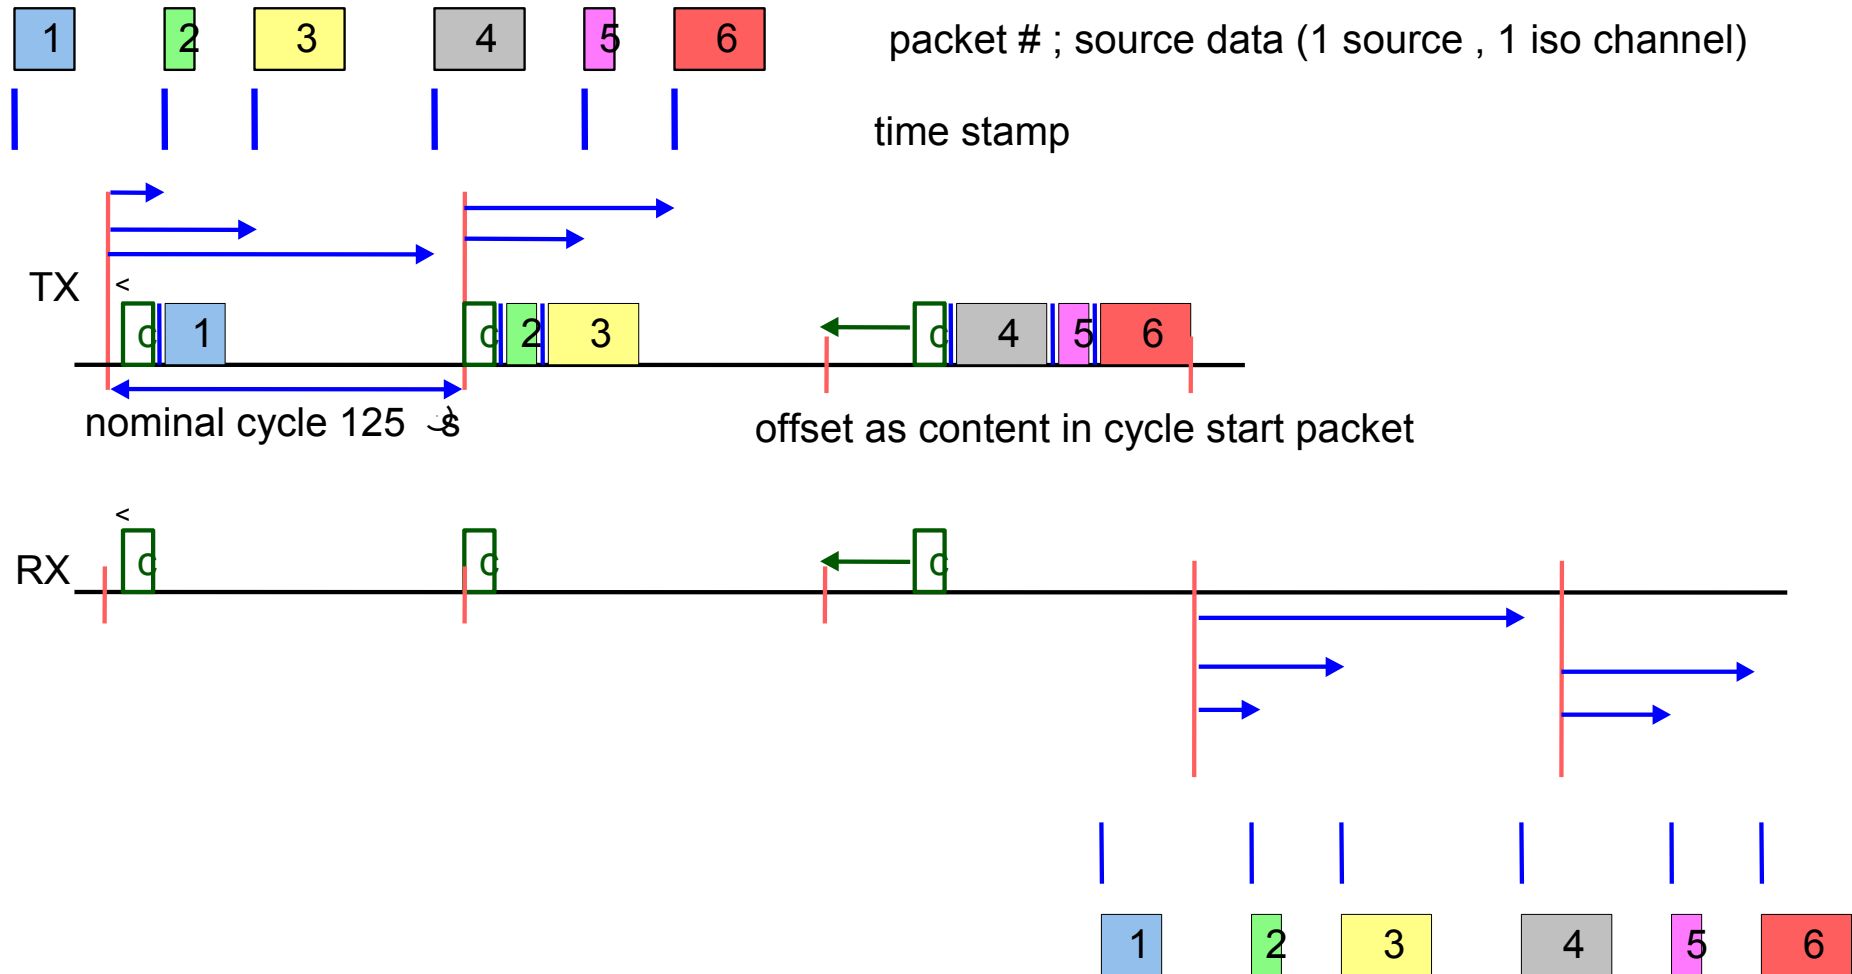 1 2 3 4 5 6 packet # ; source data (1 source , 1 iso channel)
time stamp
TX <
c 1 c 2 3 c 4 5 6
nominal cycle 125 s
offset as content in cycle start packet
<
RX c c c
1 2 3 4 5 6